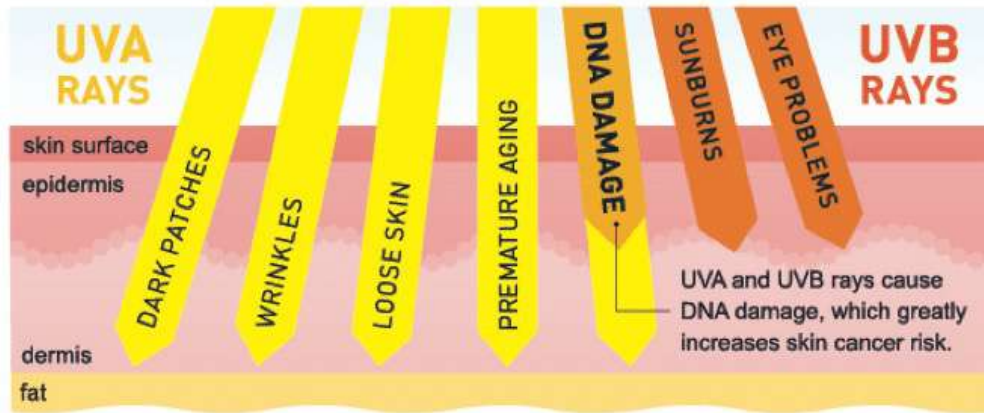 UVA
RAYS
UVB
RAYS
skin surface
epidermis
dermis
fat
DARK PATCHES
WRINKLES
LOOSE SKIN
PREMATURE AGING
DNA DAMAGE
SUNBURNS
EYE PROBLEMS
UVA and UVB rays cause
DNA damage, which greatly
increases skin cancer risk.